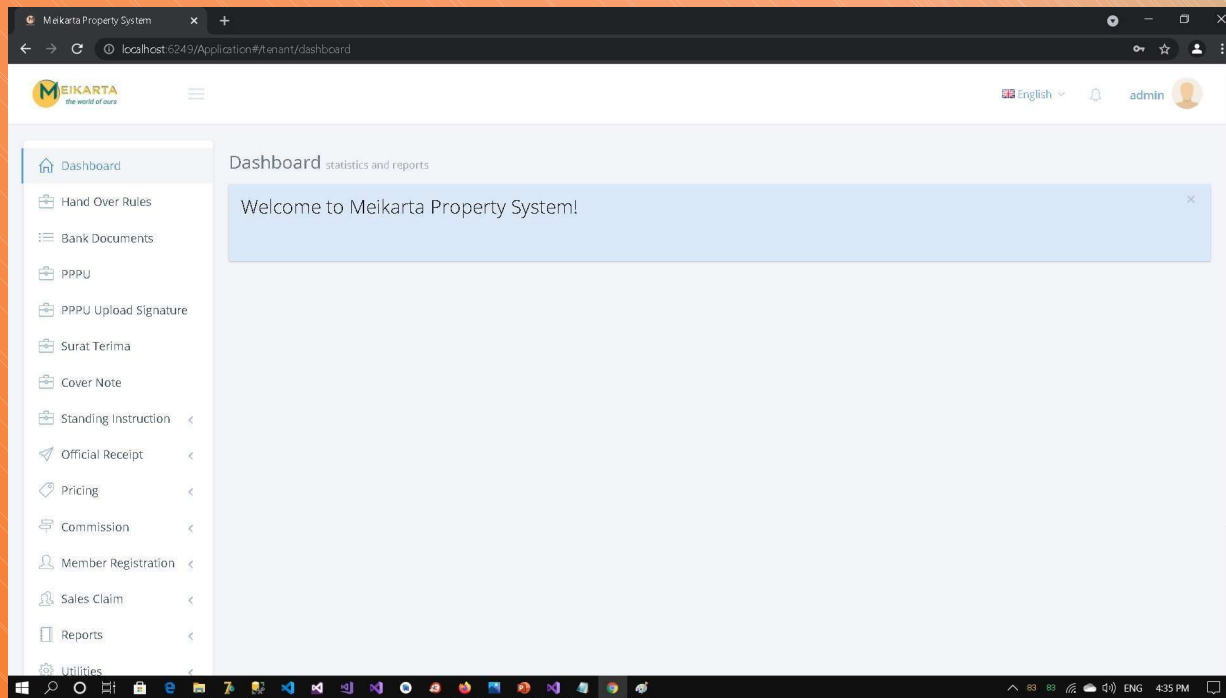 Meikarta Property System
localhost:6249/Application#/tenant/dashboard
MEIKARTA
the world of ours
English
admin
Dashboard
Hand Over Rules
Bank Documents
PPPU
PPPU Upload Signature
Surat Terima
Cover Note
Standing Instruction
Official Receipt
Pricing
Commission
Member Registration
Sales Claim
Reports
Utilities
Dashboard statistics and reports
Welcome to Meikarta Property System!
83 83 ENG 4:35 PM